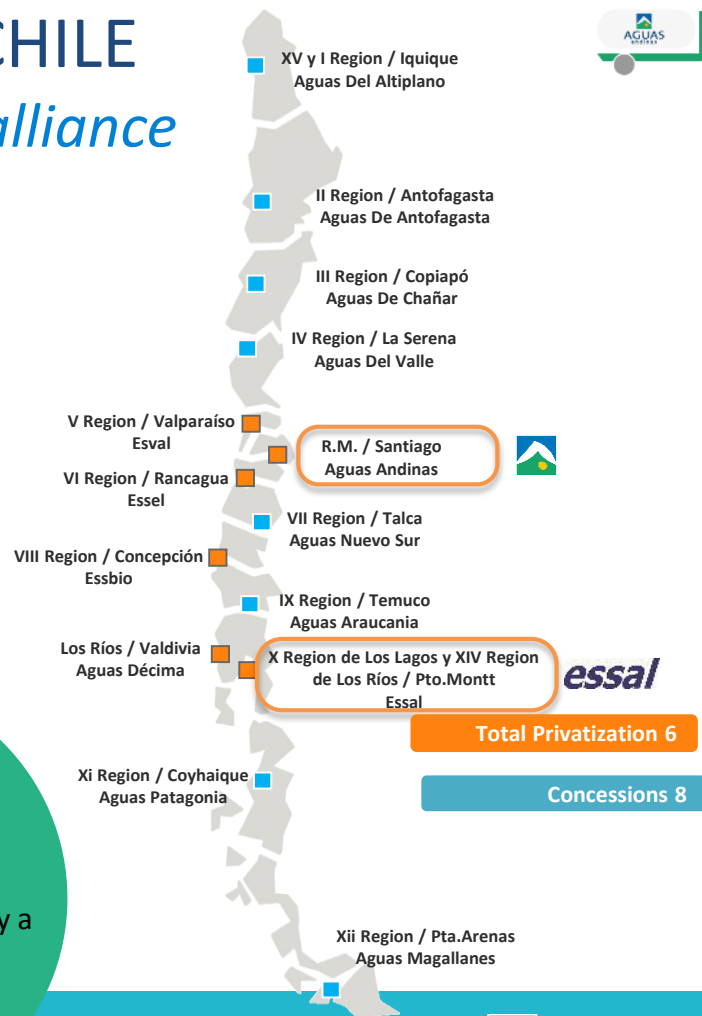 CHILE
alliance
AGUAS
andinas
XV y I Region / Iquique
Aguas Del Altiplano
II Region / Antofagasta
Aguas De Antofagasta
III Region / Copiapó
Aguas De Chañar
IV Region / La Serena
Aguas Del Valle
V Region / Valparaíso
Esval
R.M. / Santiago
Aguas Andinas
VI Region / Rancagua
Essel
VII Region / Talca
Aguas Nuevo Sur
VIII Region / Concepción
Essbio
IX Region / Temuco
Aguas Araucania
Los Ríos / Valdivia
Aguas Décima
X Region de Los Lagos y XIV Region
de Los Ríos / Pto.Montt
Essal
essal
Total Privatization 6
Xi Region / Coyhaique
Aguas Patagonia
Concessions 8
y a
Xii Region / Pta.Arenas
Aguas Magallanes